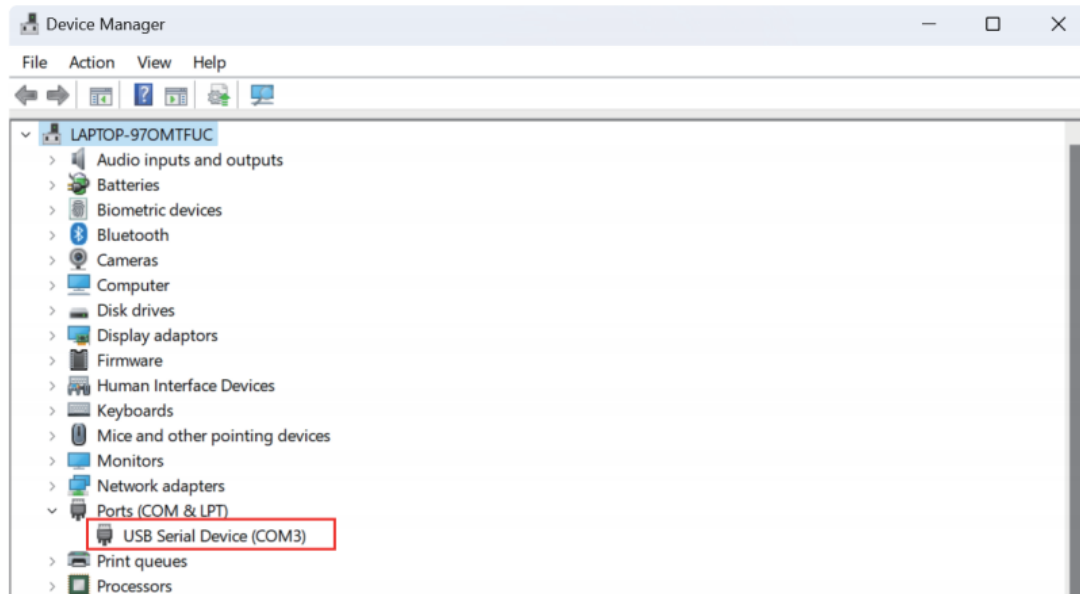 Device Manager
File Action View Help
LAPTOP-97OMTFUC
Audio inputs and outputs
Batteries
Biometric devices
Bluetooth
Cameras
Computer
Disk drives
Display adaptors
Firmware
Human Interface Devices
Keyboards
Mice and other pointing devices
Monitors
Network adapters
Ports (COM & LPT)
USB Serial Device (COM3)
Print queues
Processors